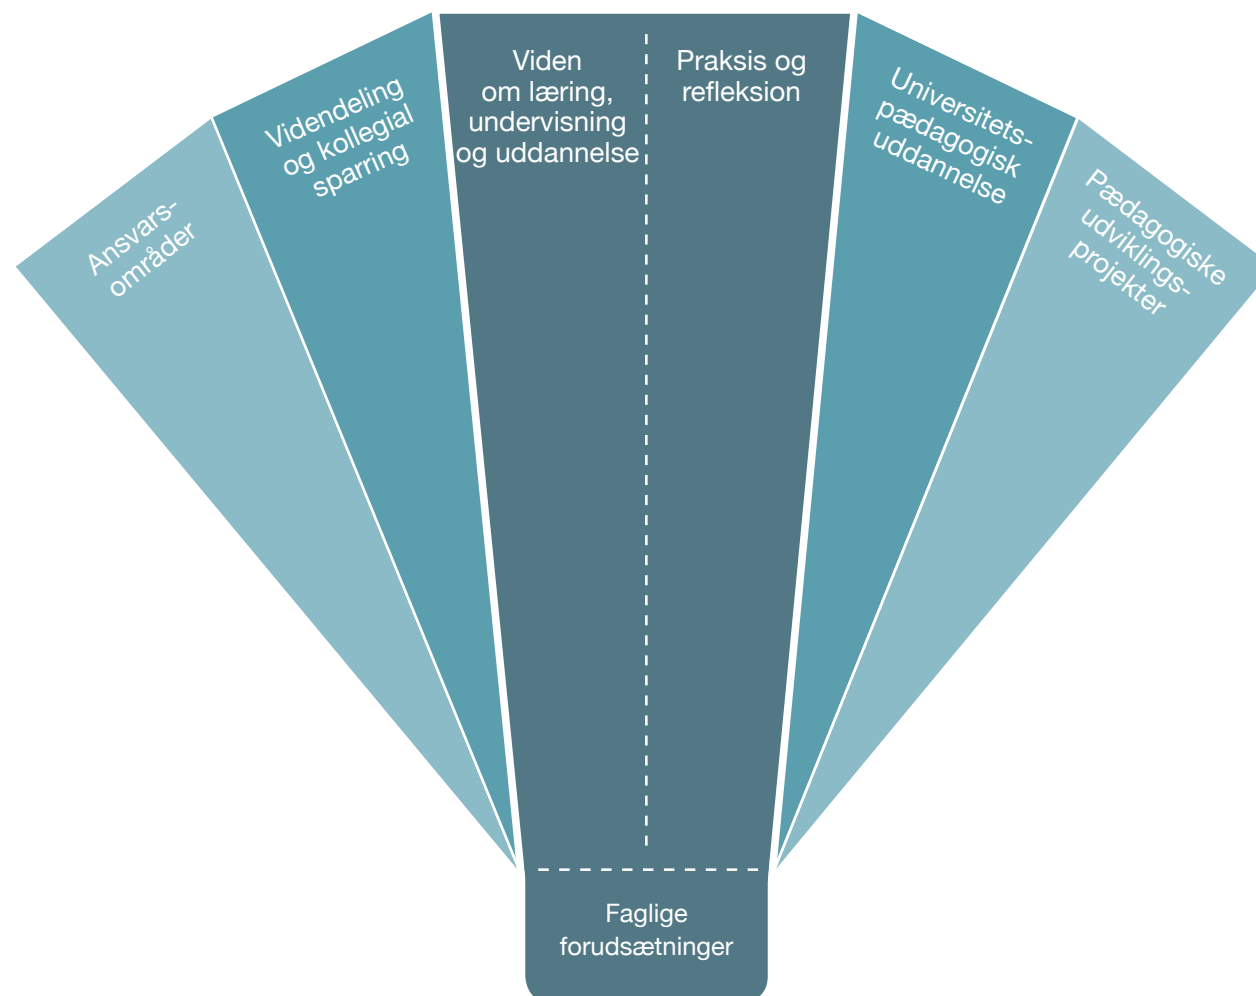 Ansvars-
områder
Videndeling
og kollegial
sparring
Viden
om læring,
undervisning
og uddannelse
Praksis og
refleksion
Universitets-
pædagogisk
uddannelse
Pædagogiske
udviklings-
projekter
Faglige
forudsætninger